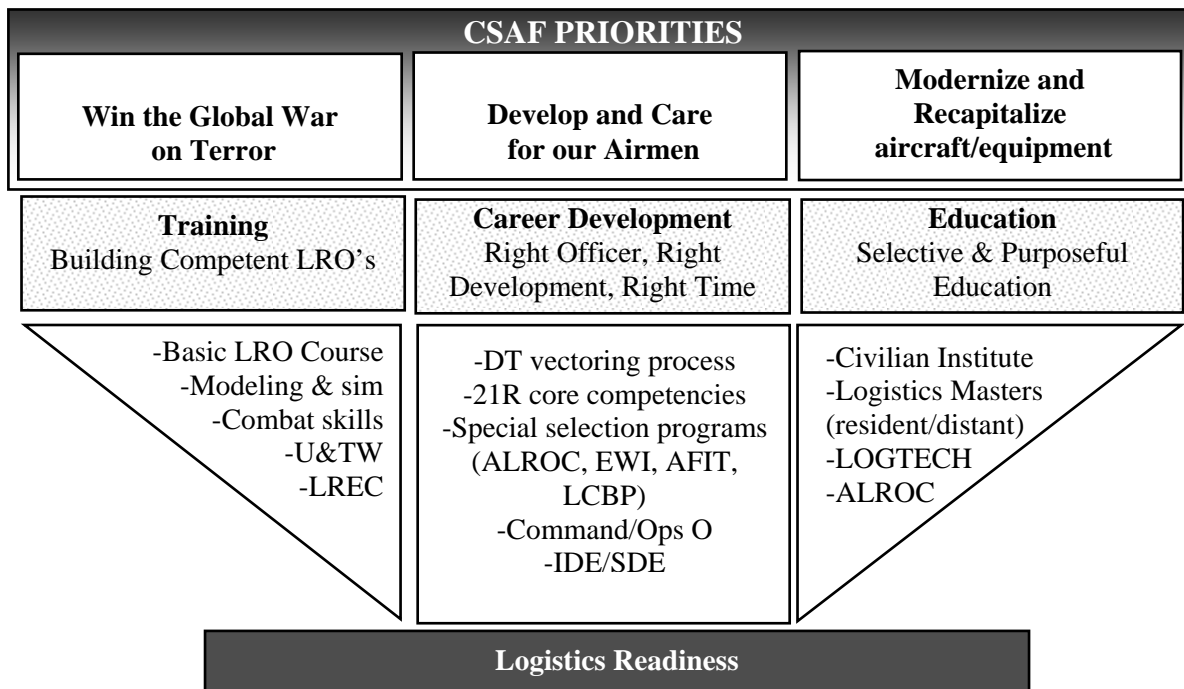 CSAF PRIORITIES
Win the Global War
on Terror
Develop and Care
for our Airmen
Modernize and
Recapitalize
aircraft/equipment
Training
Building Competent LRO's
Career Development
Right Officer, Right
Development, Right Time
Education
Selective & Purposeful
Education
-Basic LRO Course
-Modeling & sim
-Combat skills
-U&TW
-LREC
-DT vectoring process
-21R core competencies
-Special selection programs
(ALROC, EWI, AFIT,
LCBP)
-Command/Ops O
-IDE/SDE
-Civilian Institute
-Logistics Masters
(resident/distant)
-LOGTECH
-ALROC
Logistics Readiness